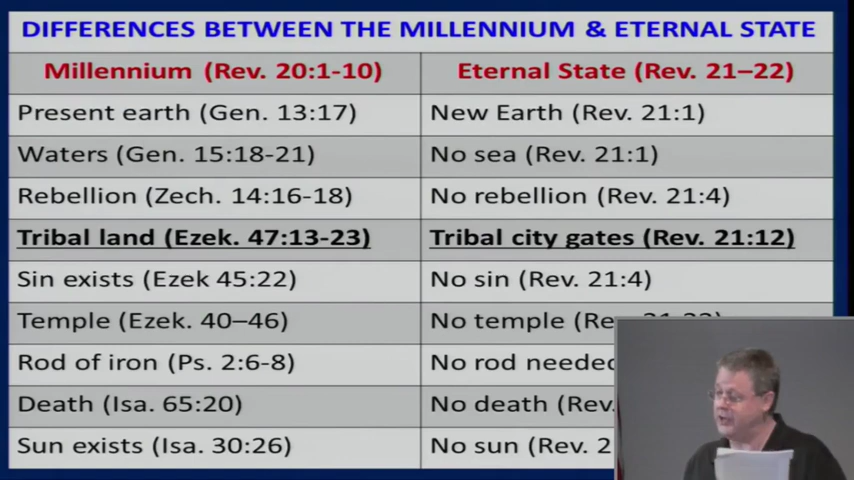 DIFFERENCES BETWEEN THE MILLENNIUM & ETERNAL STATE
Millennium (Rev. 20:1-10) Eternal State (Rev. 21–22)
Present earth (Gen. 13:17) New Earth (Rev. 21:1)
Waters (Gen. 15:18-21) No sea (Rev. 21:1)
Rebellion (Zech. 14:16-18) No rebellion (Rev. 21:4)
Tribal land (Ezek. 47:13-23) Tribal city gates (Rev. 21:12)
Sin exists (Ezek 45:22) No sin (Rev. 21:4)
Temple (Ezek. 40–46) No temple
Rod of iron (Ps. 2:6-8) No rod needed
Death (Isa. 65:20) No death (Rev.
Sun exists (Isa. 30:26) No sun (Rev. 2